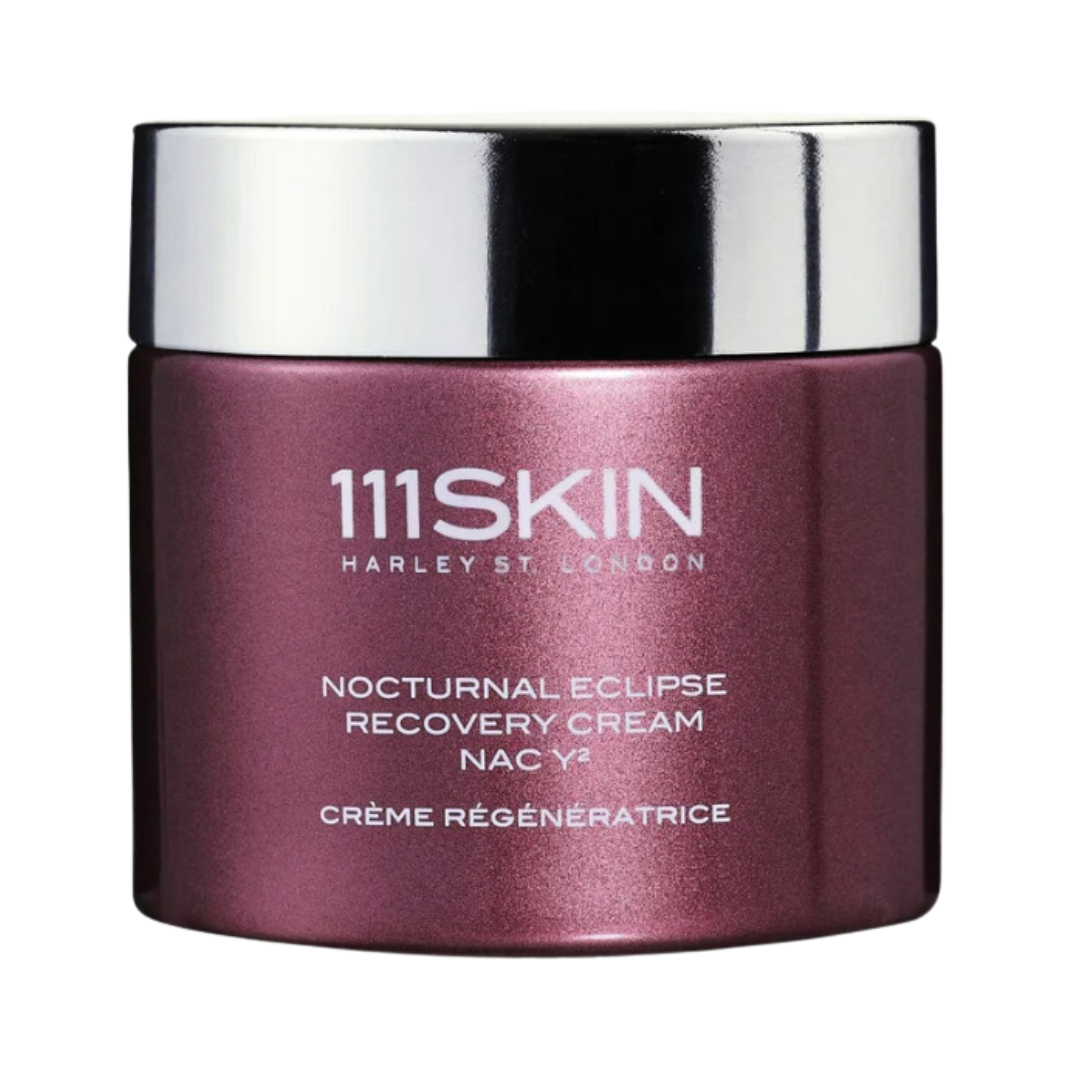 111SKIN
HARLEY ST. LONDON
NOCTURNAL ECLIPSE
RECOVERY CREAM
NAC Y²
CRÈME RÉGÉNÉRATRICE